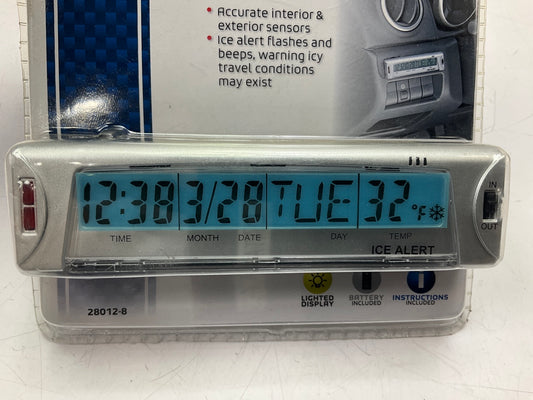 • Accurate interior &
exterior sensors
• Ice alert flashes and
beeps, warning icy
travel conditions
may exist
12:38 3/28 TUE 32 °F
IN
OUT
TIME MONTH DATE DAY TEMP
ICE ALERT
LIGHTED
DISPLAY
BATTERY
INCLUDED
INSTRUCTIONS
INCLUDED
28012-8